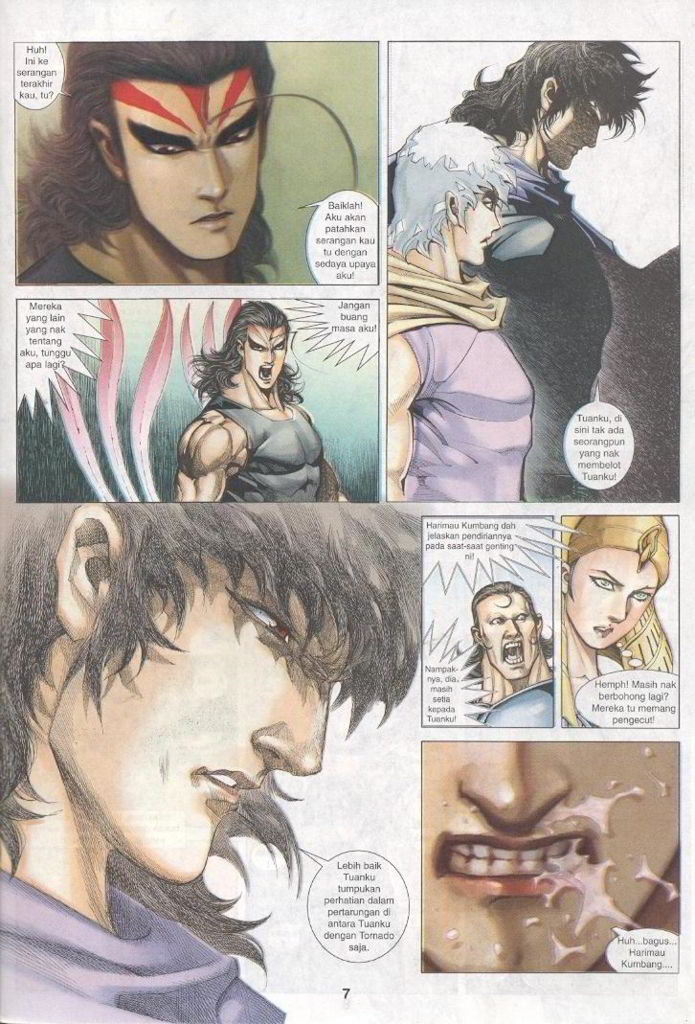 Huh!
Ini ke
serangan
terakhir
kau, tu?
Baiklah!
Aku akan
patahkan
serangan kau
tu dengan
sedaya upaya
aku!
Tuanku, di
sini tak ada
seorangpun
yang nak
membelot
Tuanku!
Mereka
yang lain
yang nak
tentang
aku, tunggu
apa lagi?
Jangan
buang
masa aku!
Harimau Kumbang dah
jelaskan pendiriannya
pada saat-saat genting
ni!
Nampak-
nya, dia
masih
setia
kepada
Tuanku!
Hemph! Masih nak
berbohong lagi?
Mereka tu memang
pengecut!
Lebih baik
Tuanku
tumpukan
perhatian dalam
pertarungan di
antara Tuanku
dengan Tornado
saja.
Huh...bagus...
Harimau
Kumbang....
7